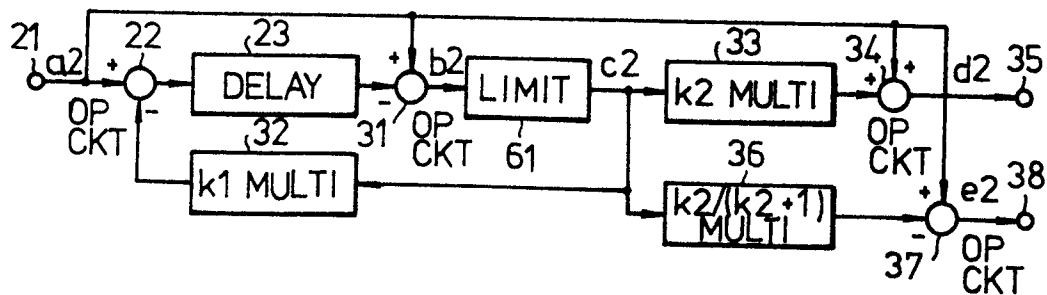 21
a2
+
22
-
OP
CKT
23
DELAY
32
k1 MULTI
+
-
31
b2
OP
CKT
LIMIT
61
c2
33
k2 MULTI
34
+
+
OP
CKT
d2
35
36
k2/(k2+1)
MULTI
+
-
37
e2
OP
CKT
38